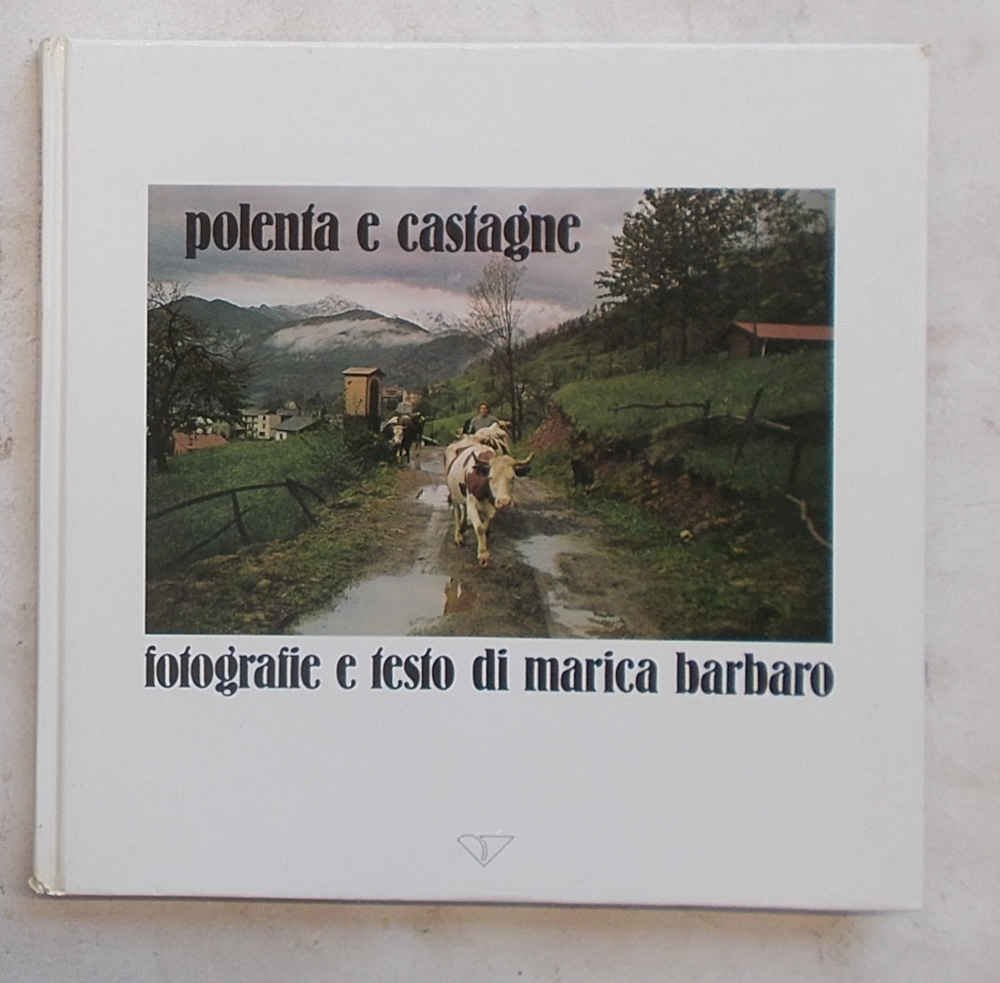 polenta e castagne
fotografie e testo di marica barbaro